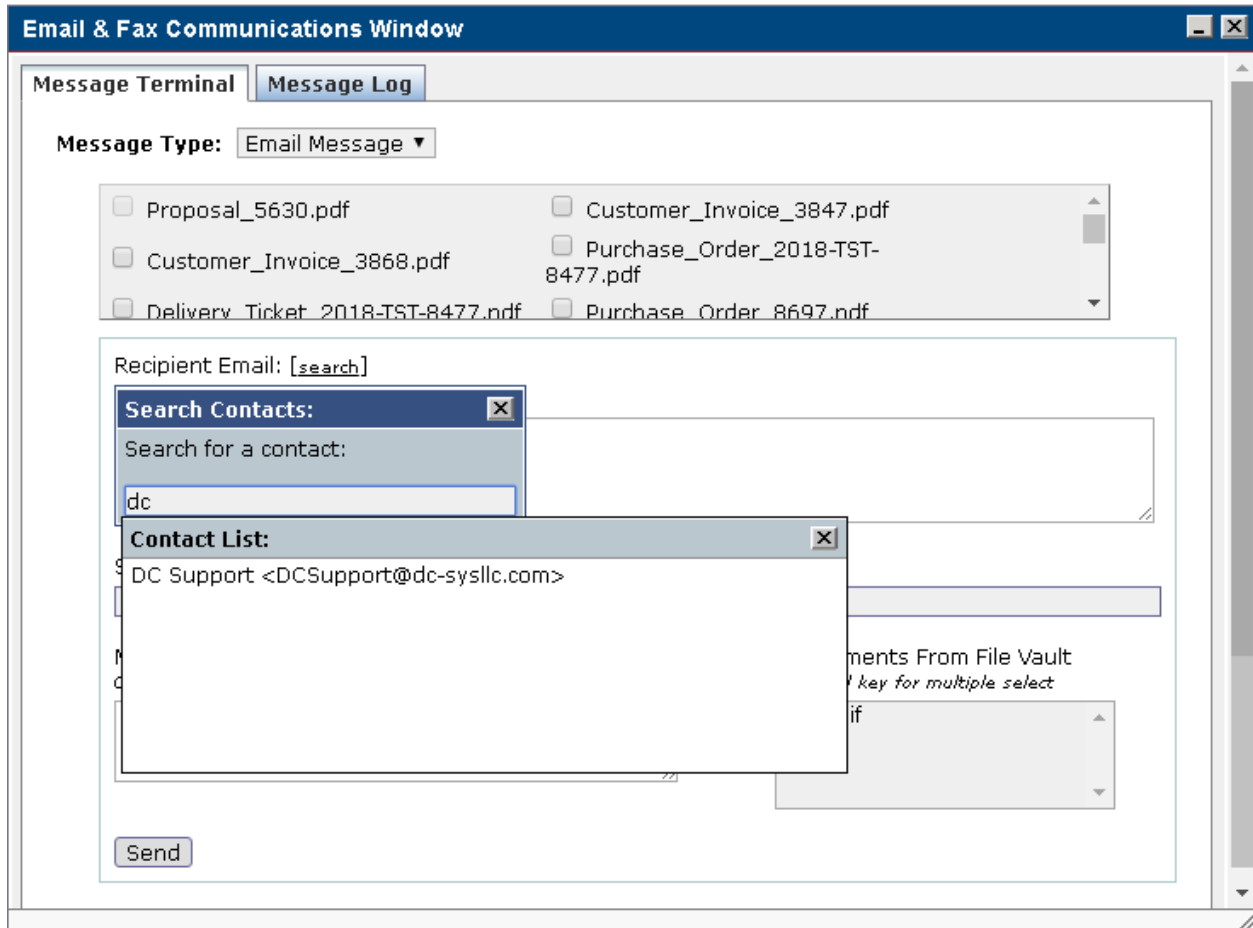 Email & Fax Communications Window
Message Terminal
Message Log
Message Type: Email Message
Proposal_5630.pdf
Customer_Invoice_3847.pdf
Customer_Invoice_3868.pdf
Purchase_Order_2018-TST-
8477.pdf
Delivery_Ticket_2018-TST-8477.pdf
Purchase_Order_8697.pdf
Recipient Email: [search]
Search Contacts:
Search for a contact:
dc
Contact List:
DC Support <DCSupport@dc-sysllc.com>
ments From File Vault
key for multiple select
if
Send